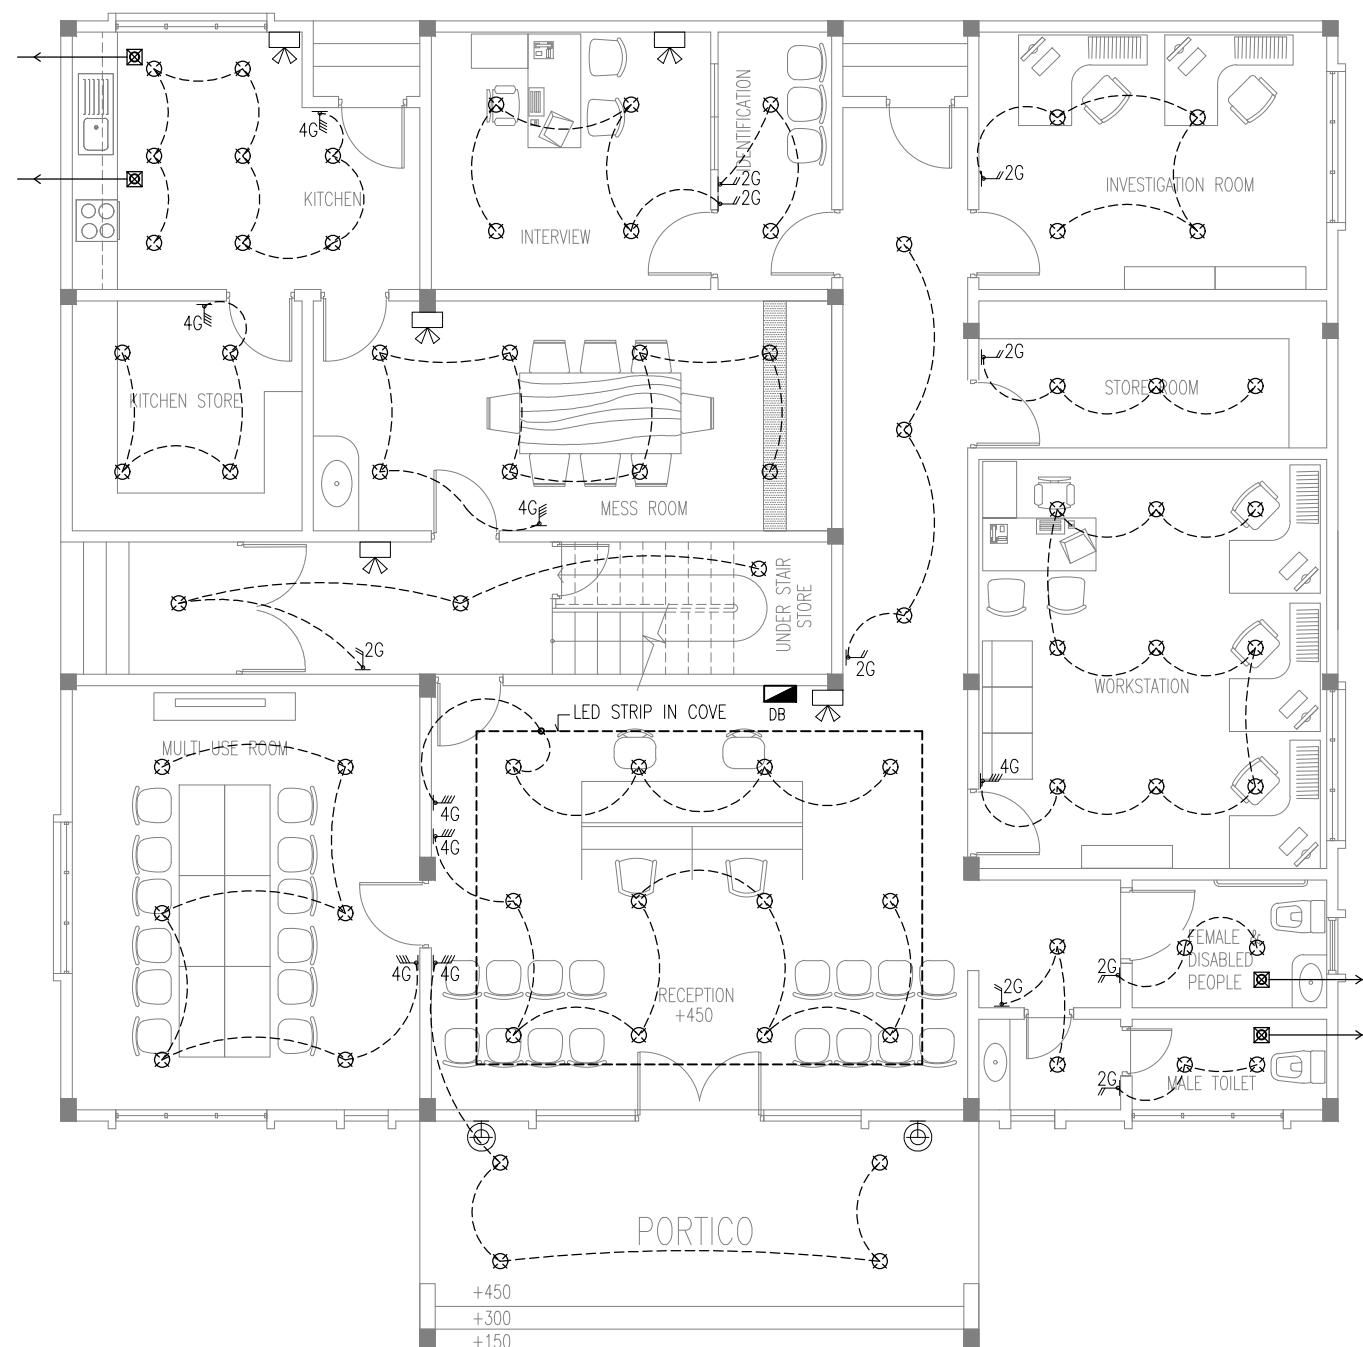 4G
KITCHEN
INTERVIEW
IDENTIFICATION
2G
2G
2G
INVESTIGATION ROOM
4G
KITCHEN STORE
4G
MESS ROOM
2G
STORE ROOM
2G
UNDER STAIR
STORE
2G
WORKSTATION
4G
LED STRIP IN COVE
DB
MULTI USE ROOM
4G
4G
4G
4G
RECEPTION
+450
2G
2G
FEMALE &
DISABLED
PEOPLE
2G
MALE TOILET
PORTICO
+450
+300
+150